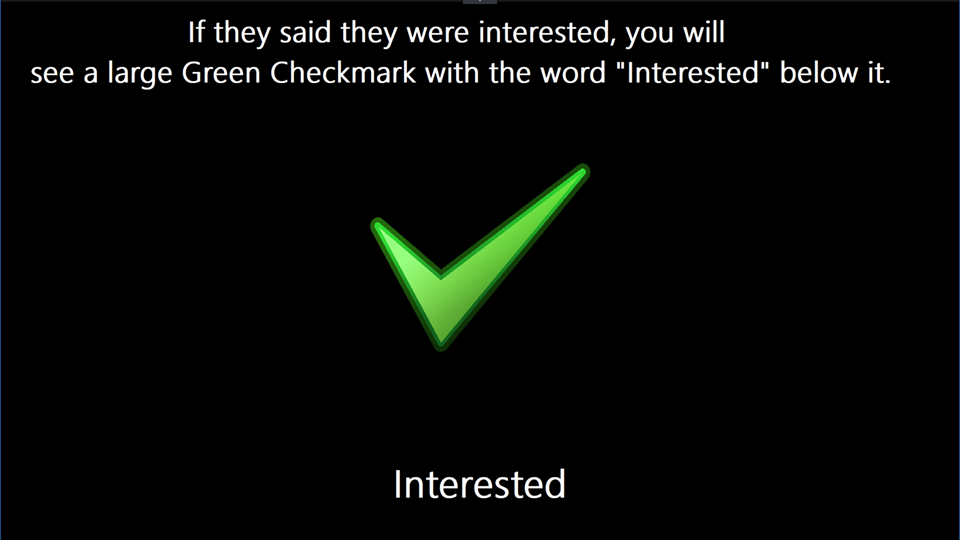 If they said they were interested, you will
see a large Green Checkmark with the word "Interested" below it.
Interested